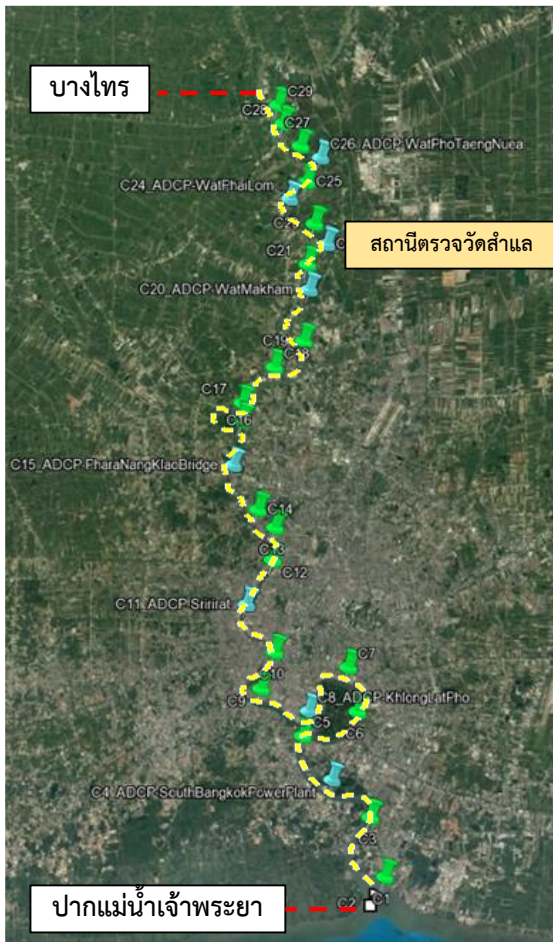 บางไทร
C29
C28
C27
C26_ADCP-WatPhoTaengNuea
C25
C24_ADCP-WatPhaiLom
สถานีตรวจวัดสำแล
C21
C20_ADCP-WatMakham
C19
C18
C17
C16
C15_ADCP-PharaNangKlaoBridge
C14
C13
C12
C11_ADCP-Sririrat
C7
C10
C9
C8_ADCP-KhlongLatPho
C5
C6
C4_ADCP-SouthBangkokPowerPlant
C3
C2
C1
ปากแม่น้ำเจ้าพระยา